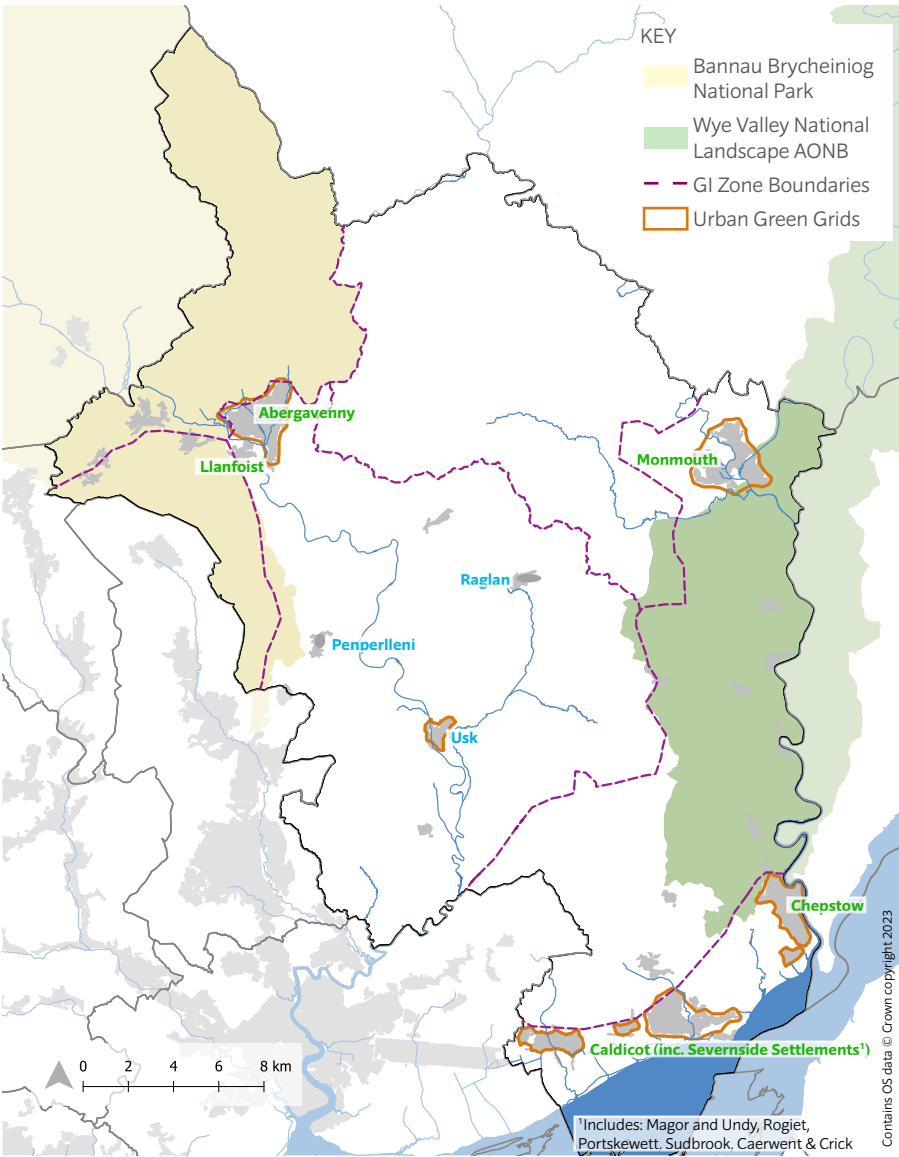 KEY
Bannau Brycheiniog
National Park
Wye Valley National
Landscape AONB
GI Zone Boundaries
Urban Green Grids
Abergavenny
Llanfoist
Monmouth
Raglan
Penperlleni
Usk
Chepstow
Caldicot (inc. Severnside Settlements¹)
0 2 4 6 8 km
¹Includes: Magor and Undy, Rogiet,
Portskewett, Sudbrook, Caerwent & Crick
Contains OS data © Crown copyright 2023